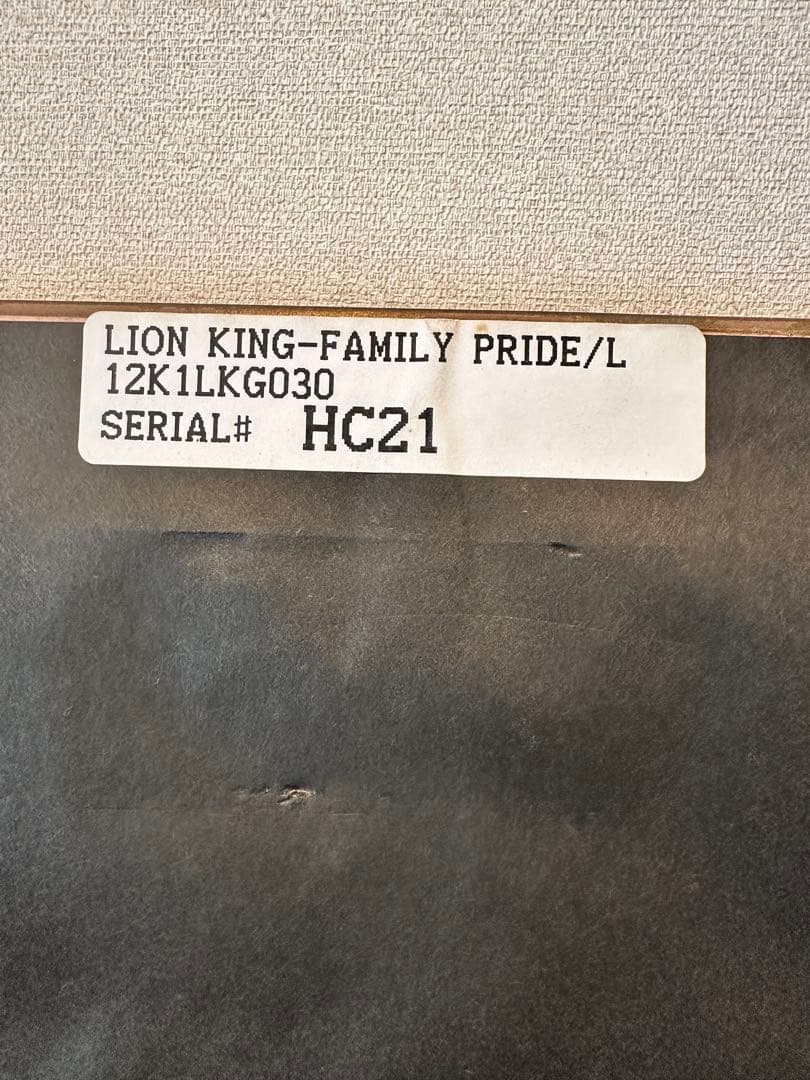 LION KING-FAMILY PRIDE/L
12K1LKG030
SERIAL# HC21